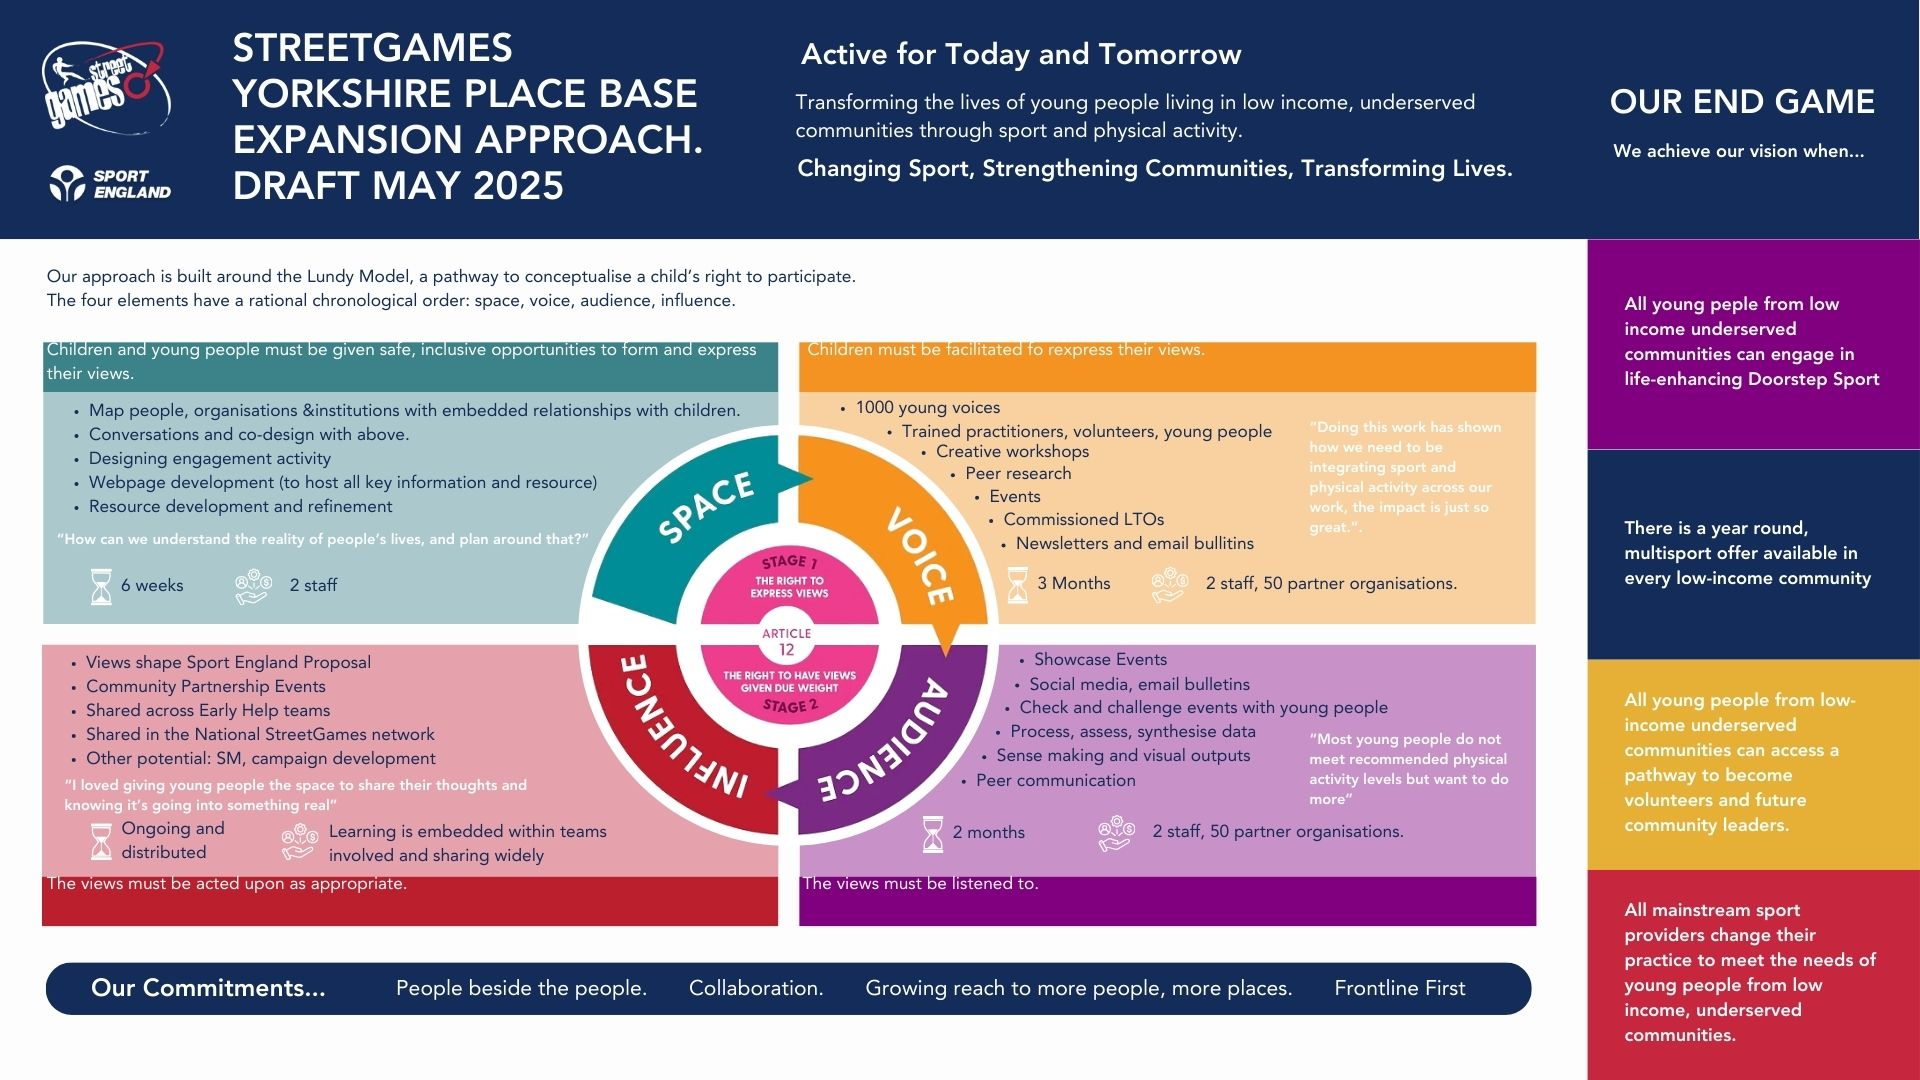 street
games
SPORT
ENGLAND
STREETGAMES
YORKSHIRE PLACE BASE
EXPANSION APPROACH.
DRAFT MAY 2025
Active for Today and Tomorrow
Transforming the lives of young people living in low income, underserved
communities through sport and physical activity.
Changing Sport, Strengthening Communities, Transforming Lives.
OUR END GAME
We achieve our vision when...
Our approach is built around the Lundy Model, a pathway to conceptualise a child's right to participate.
The four elements have a rational chronological order: space, voice, audience, influence.
Children and young people must be given safe, inclusive opportunities to form and express
their views.
• Map people, organisations &institutions with embedded relationships with children.
• Conversations and co-design with above.
• Designing engagement activity
• Webpage development (to host all key information and resource)
• Resource development and refinement
"How can we understand the reality of people's lives, and plan around that?"
6 weeks
2 staff
Children must be facilitated fo rexpress their views.
• 1000 young voices
• Trained practitioners, volunteers, young people
• Creative workshops
• Peer research
• Events
• Commissioned LTOs
• Newsletters and email bullitins
"Doing this work has shown
how we need to be
integrating sport and
physical activity across our
work, the impact is just so
great.".
3 Months
2 staff, 50 partner organisations.
SPACE
VOICE
AUDIENCE
INFLUENCE
STAGE 1
THE RIGHT TO
EXPRESS VIEWS
ARTICLE
12
THE RIGHT TO HAVE VIEWS
GIVEN DUE WEIGHT
STAGE 2
• Views shape Sport England Proposal
• Community Partnership Events
• Shared across Early Help teams
• Shared in the National StreetGames network
• Other potential: SM, campaign development
"I loved giving young people the space to share their thoughts and
knowing it's going into something real"
Ongoing and
distributed
Learning is embedded within teams
involved and sharing widely
The views must be acted upon as appropriate.
• Showcase Events
• Social media, email bulletins
• Check and challenge events with young people
• Process, assess, synthesise data
• Sense making and visual outputs
• Peer communication
"Most young people do not
meet recommended physical
activity levels but want to do
more"
2 months
2 staff, 50 partner organisations.
The views must be listened to.
All young peple from low
income underserved
communities can engage in
life-enhancing Doorstep Sport
There is a year round,
multisport offer available in
every low-income community
All young people from low-
income underserved
communities can access a
pathway to become
volunteers and future
community leaders.
All mainstream sport
providers change their
practice to meet the needs of
young people from low
income, underserved
communities.
Our Commitments... People beside the people. Collaboration. Growing reach to more people, more places. Frontline First